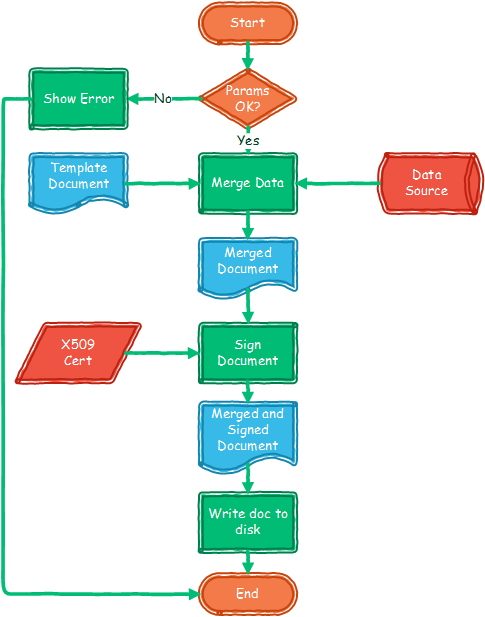 Start
Params
OK?
No
Show Error
Yes
Template
Document
Merge Data
Data
Source
Merged
Document
X509
Cert
Sign
Document
Merged and
Signed
Document
Write doc to
disk
End